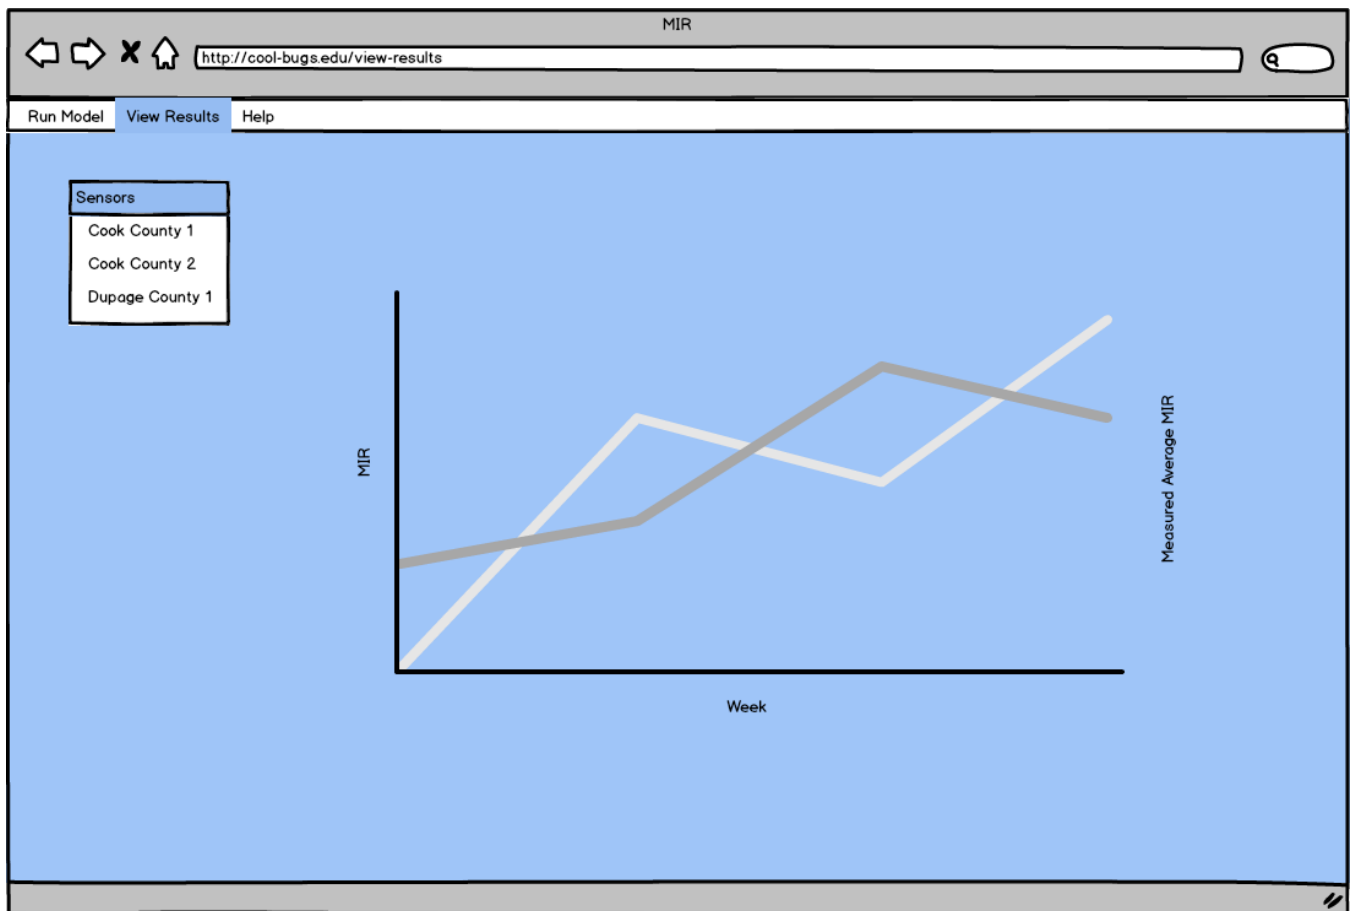 MIR
http://cool-bugs.edu/view-results
Run Model View Results Help
Sensors
Cook County 1
Cook County 2
Dupage County 1
MIR
Measured Average MIR
Week